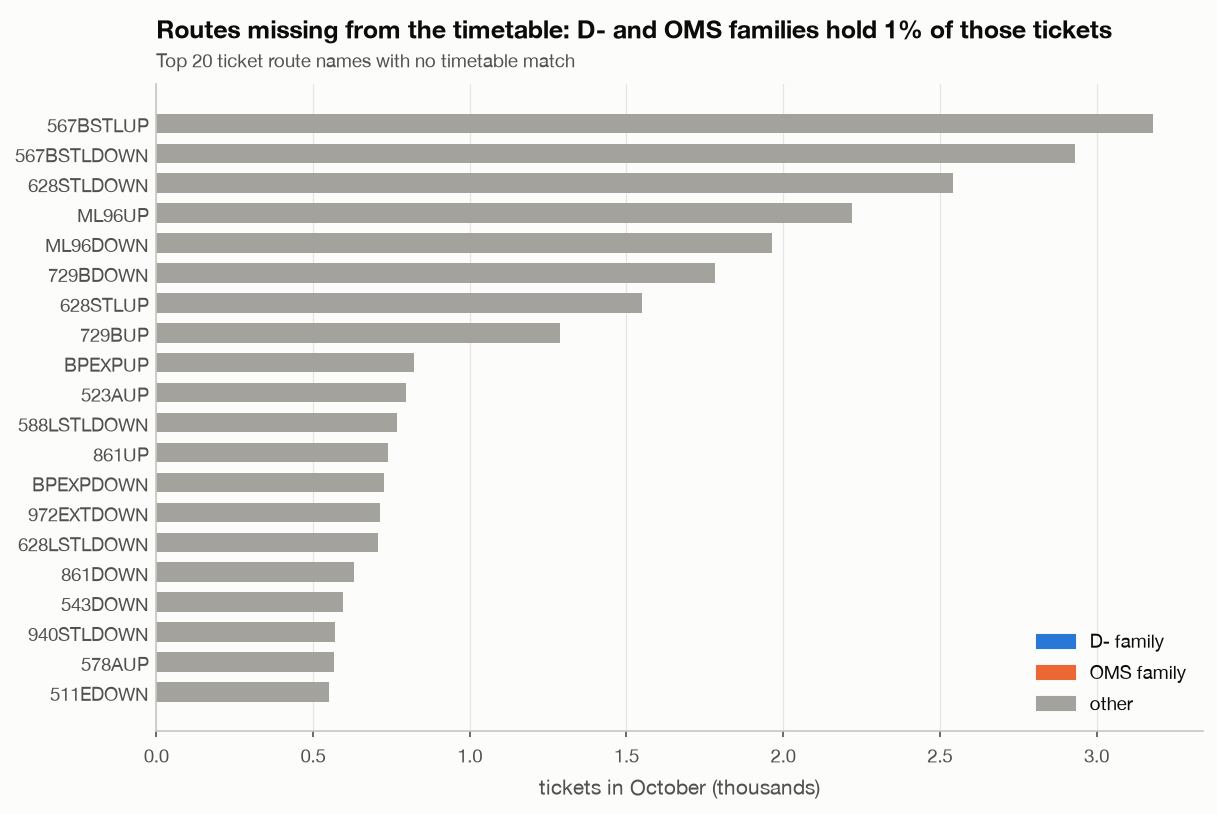 Routes missing from the timetable: D- and OMS families hold 1% of those tickets
Top 20 ticket route names with no timetable match
567BSTLUP
567BSTLDOWN
628STLDOWN
ML96UP
ML96DOWN
729BDOWN
628STLUP
729BUP
BPEXPUP
523AUP
588LSTLDOWN
861UP
BPEXPDOWN
972EXTDOWN
628LSTLDOWN
861DOWN
543DOWN
940STLDOWN
578AUP
511EDOWN
D- family
OMS family
other
0.0 0.5 1.0 1.5 2.0 2.5 3.0
tickets in October (thousands)